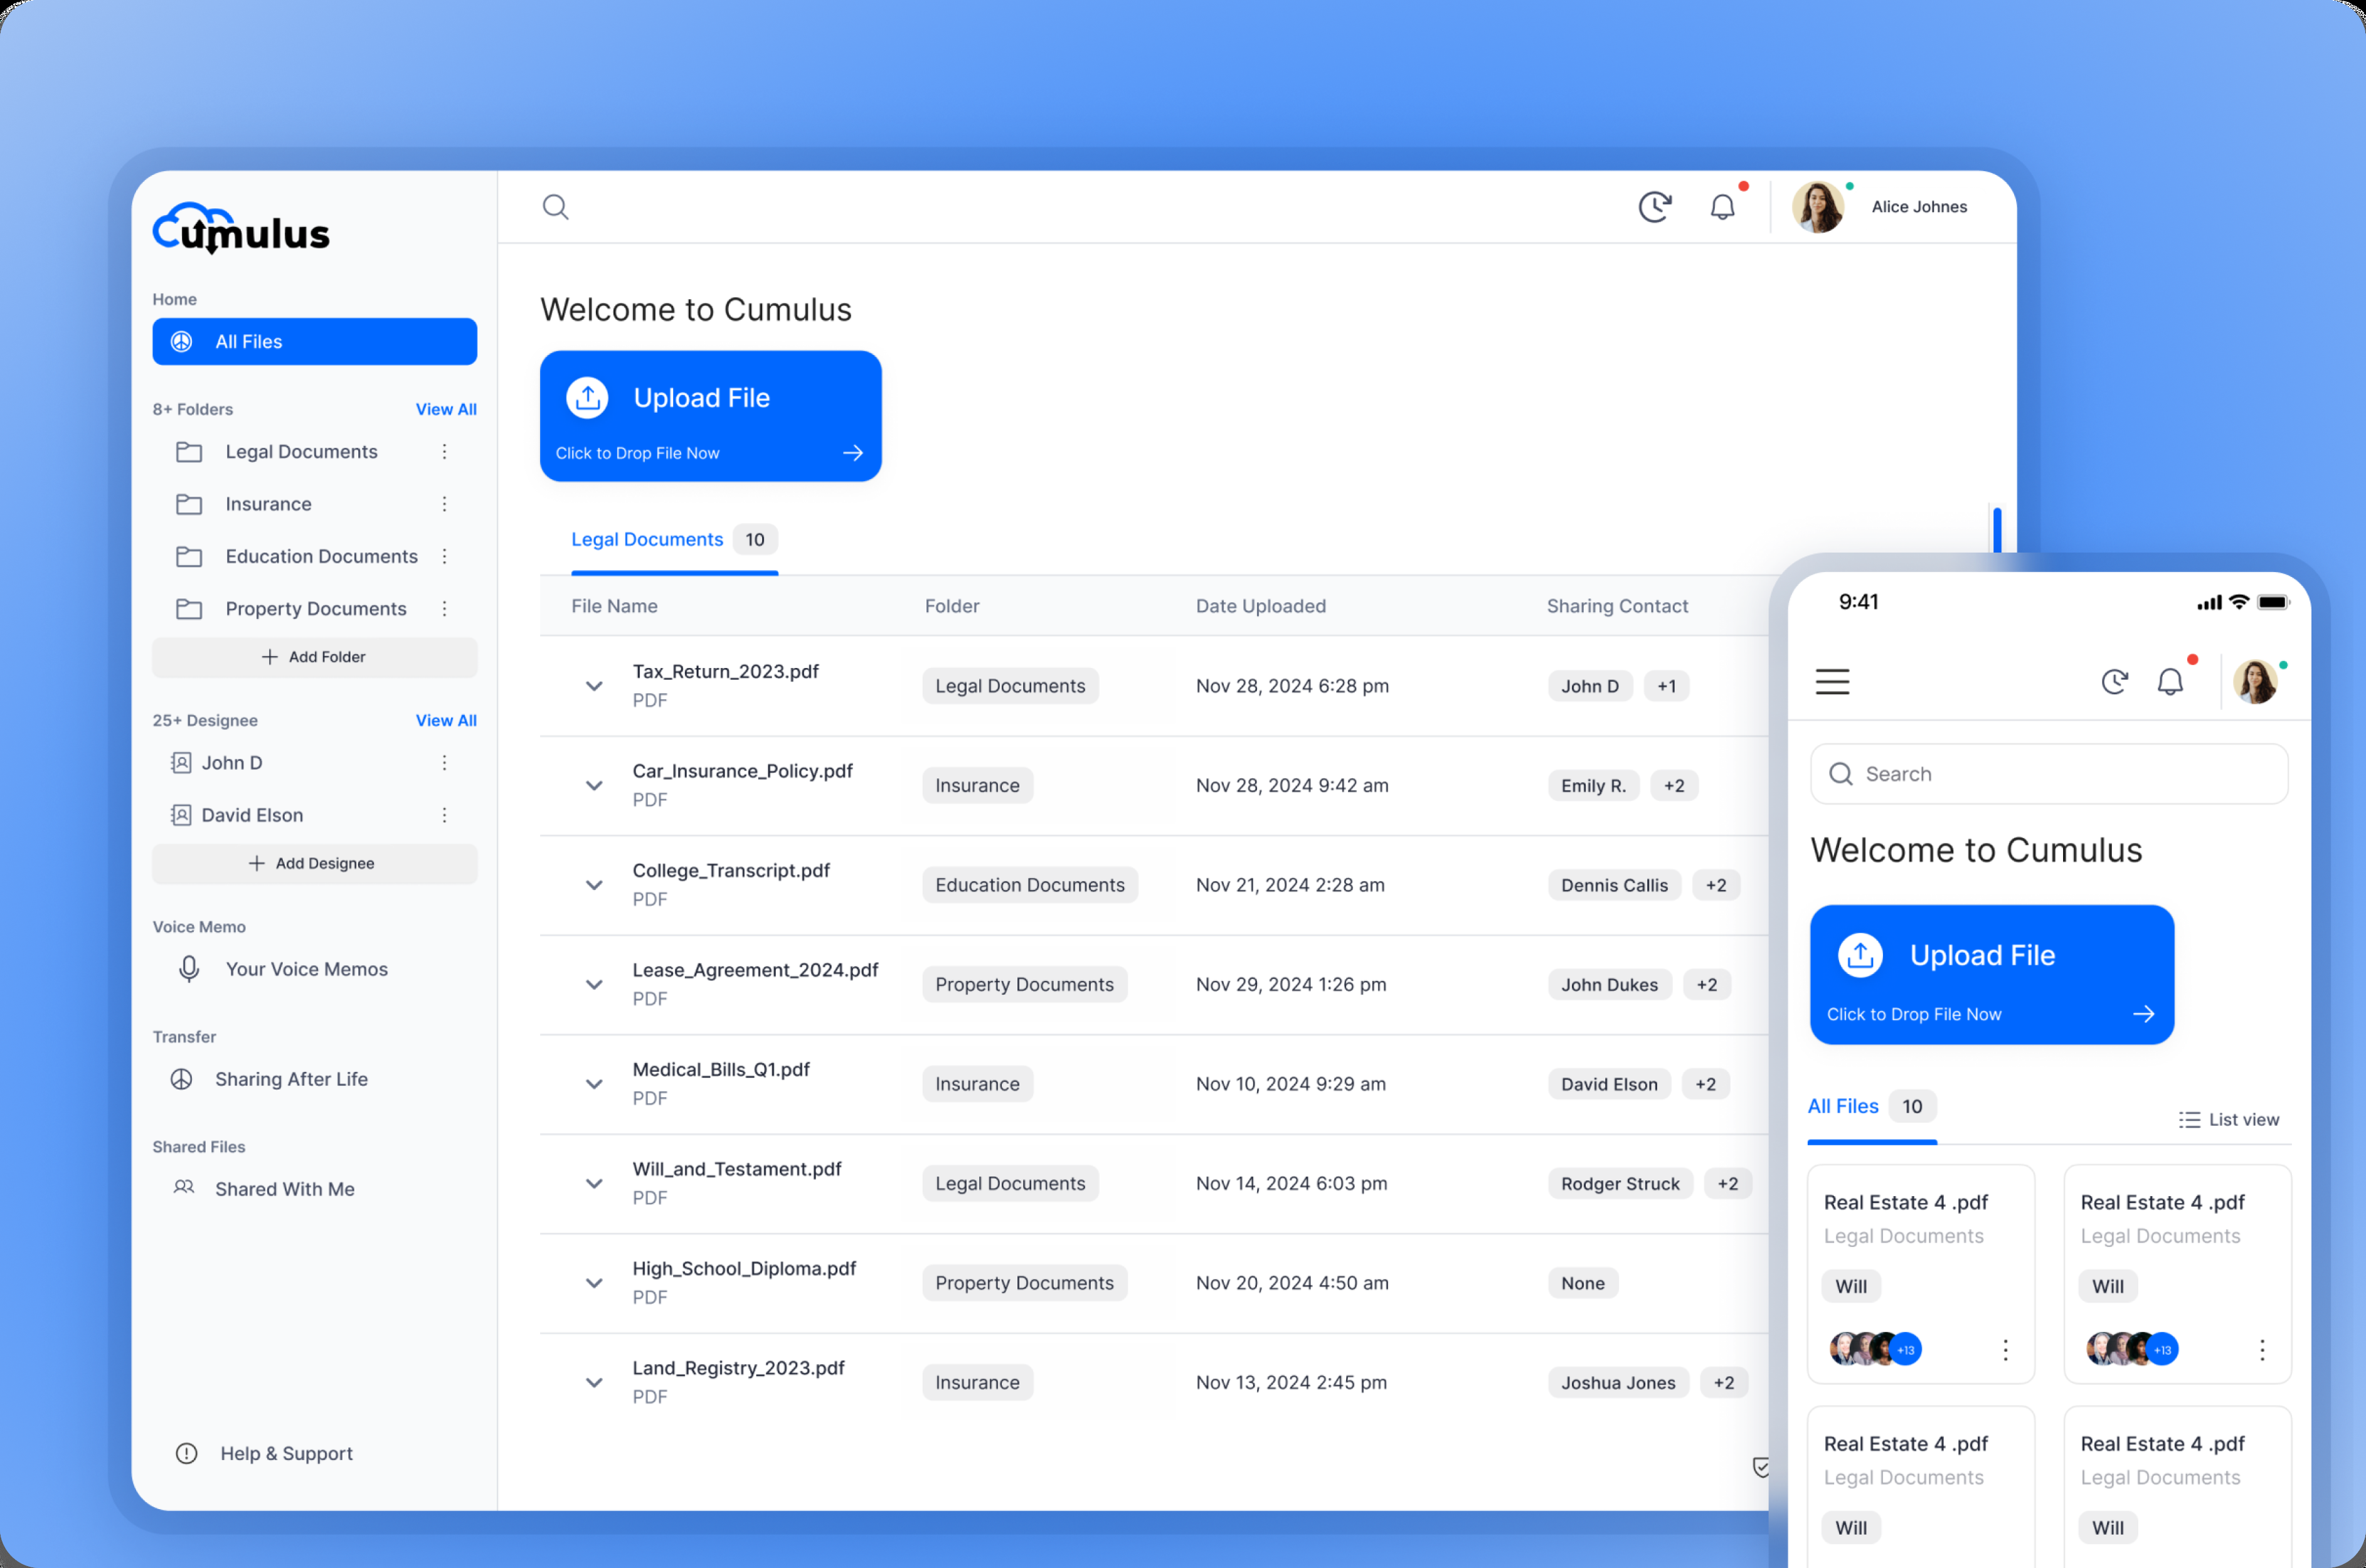 Cumulus
Home
All Files
8+ Folders View All
Legal Documents
Insurance
Education Documents
Property Documents
+ Add Folder
25+ Designee View All
John D
David Elson
+ Add Designee
Voice Memo
Your Voice Memos
Transfer
Sharing After Life
Shared Files
Shared With Me
Help & Support
Alice Johnes
Welcome to Cumulus
Upload File
Click to Drop File Now
Legal Documents 10
File Name Folder Date Uploaded Sharing Contact
Tax_Return_2023.pdf
PDF
Legal Documents Nov 28, 2024 6:28 pm John D +1
Car_Insurance_Policy.pdf
PDF
Insurance Nov 28, 2024 9:42 am Emily R. +2
College_Transcript.pdf
PDF
Education Documents Nov 21, 2024 2:28 am Dennis Callis +2
Lease_Agreement_2024.pdf
PDF
Property Documents Nov 29, 2024 1:26 pm John Dukes +2
Medical_Bills_Q1.pdf
PDF
Insurance Nov 10, 2024 9:29 am David Elson +2
Will_and_Testament.pdf
PDF
Legal Documents Nov 14, 2024 6:03 pm Rodger Struck +2
High_School_Diploma.pdf
PDF
Property Documents Nov 20, 2024 4:50 am None
Land_Registry_2023.pdf
PDF
Insurance Nov 13, 2024 2:45 pm Joshua Jones +2
9:41
Search
Welcome to Cumulus
Upload File
Click to Drop File Now
All Files 10 List view
Real Estate 4 .pdf
Legal Documents
Will
+13
Real Estate 4 .pdf
Legal Documents
Will
+13
Real Estate 4 .pdf
Legal Documents
Will
Real Estate 4 .pdf
Legal Documents
Will